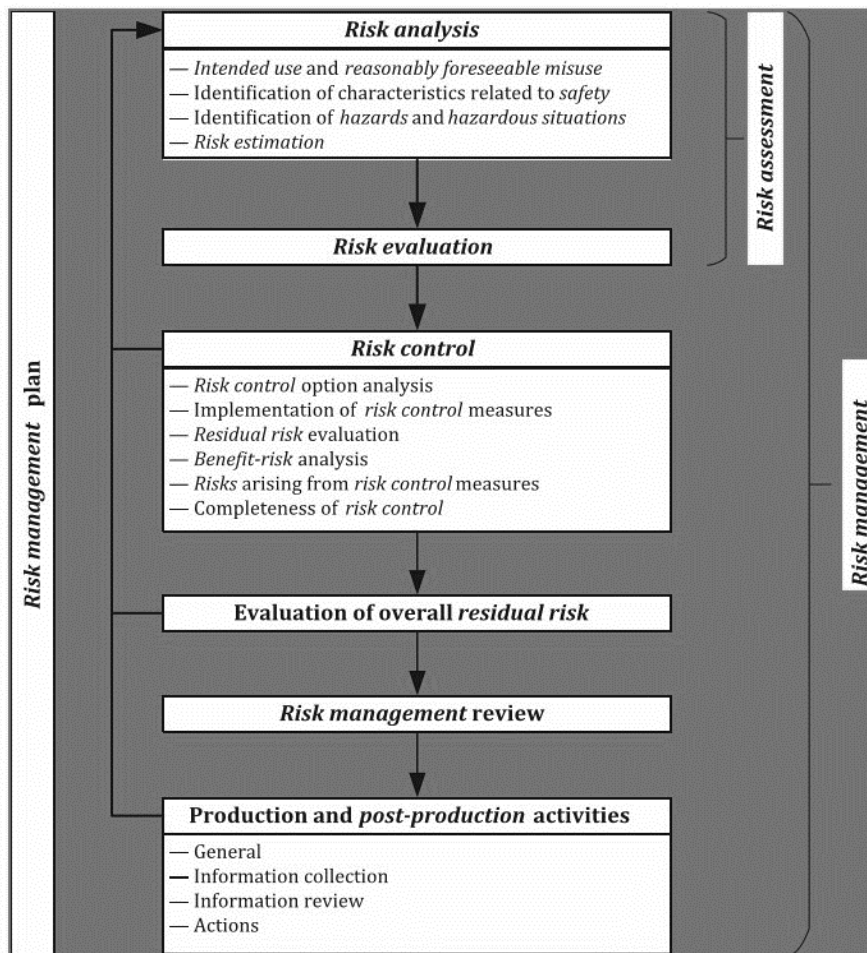 Risk analysis
— Intended use and reasonably foreseeable misuse
— Identification of characteristics related to safety
— Identification of hazards and hazardous situations
— Risk estimation
Risk evaluation
Risk control
— Risk control option analysis
— Implementation of risk control measures
— Residual risk evaluation
— Benefit-risk analysis
— Risks arising from risk control measures
— Completeness of risk control
Evaluation of overall residual risk
Risk management review
Production and post-production activities
— General
— Information collection
— Information review
— Actions
Risk management plan
Risk assessment
Risk management